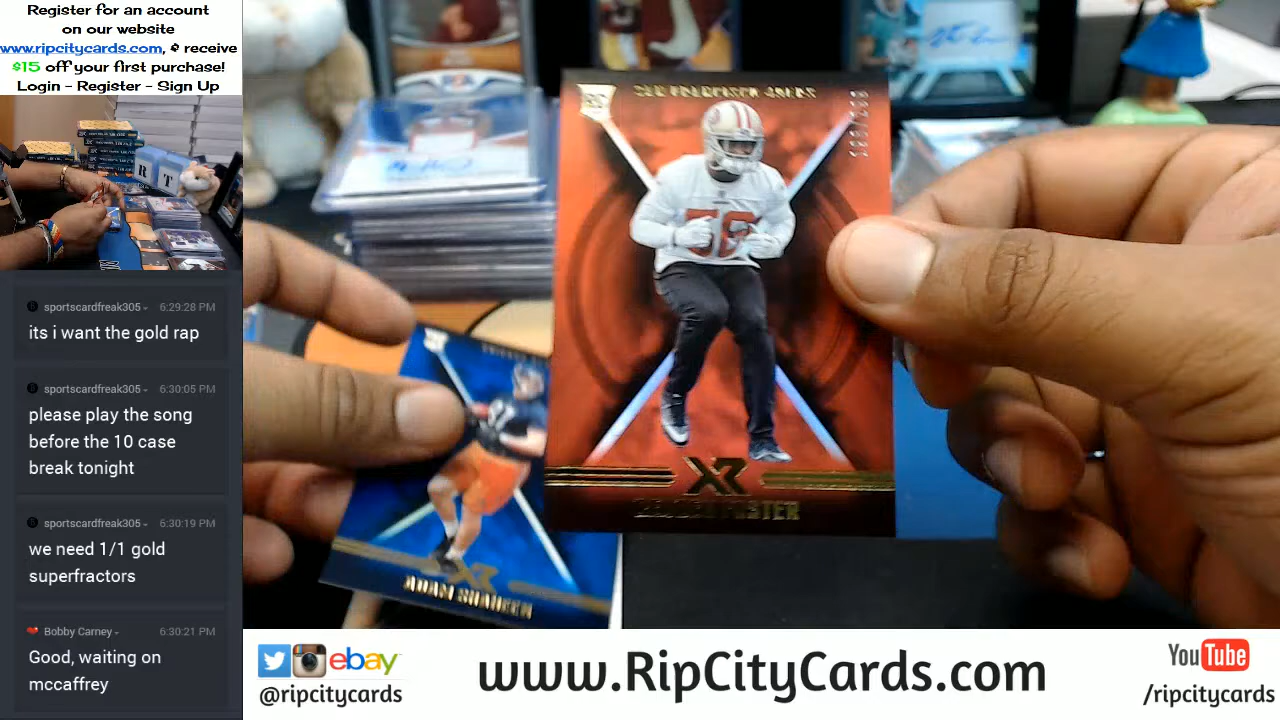 Register for an account
on our website
www.ripcitycards.com, & receive
$15 off your first purchase!
Login - Register - Sign Up
sportscardfreak305
6:29:28 PM
its i want the gold rap
sportscardfreak305
6:30:05 PM
please play the song
before the 10 case
break tonight
sportscardfreak305
6:30:19 PM
we need 1/1 gold
superfractors
Bobby Carney
6:30:21 PM
Good, waiting on
mccaffrey
RC
SAN FRANCISCO 49ERS
XR
FOSTER
XR
ADAM SHAHEEN
ebay
@ripcitycards
www.RipCityCards.com
YouTube
/ripcitycards